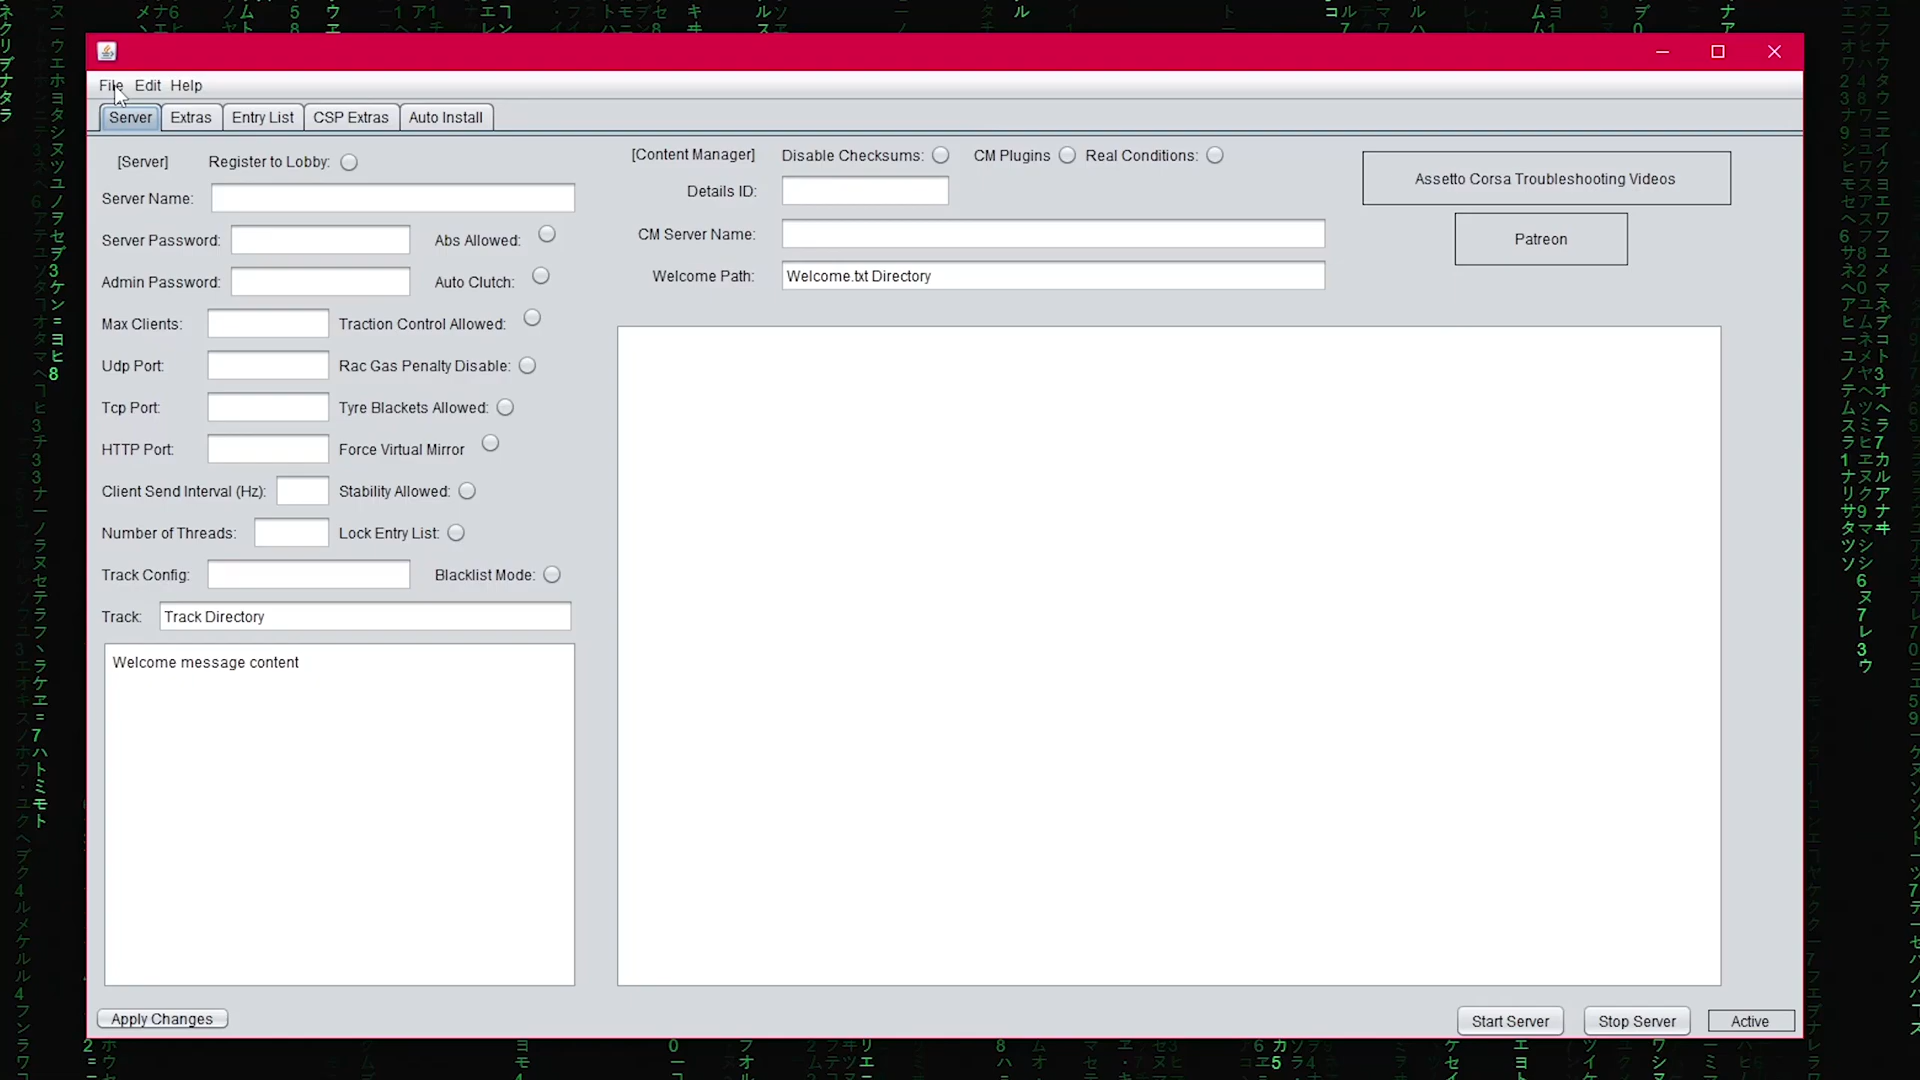 File Edit Help
Server Extras Entry List CSP Extras Auto Install
[Server] Register to Lobby:
Server Name:
Server Password: Abs Allowed:
Admin Password: Auto Clutch:
Max Clients: Traction Control Allowed:
Udp Port: Rac Gas Penalty Disable:
Tcp Port: Tyre Blackets Allowed:
HTTP Port: Force Virtual Mirror
Client Send Interval (Hz): Stability Allowed:
Number of Threads: Lock Entry List:
Track Config: Blacklist Mode:
Track: Track Directory
Welcome message content
[Content Manager] Disable Checksums: CM Plugins Real Conditions:
Details ID:
CM Server Name:
Welcome Path: Welcome.txt Directory
Assetto Corsa Troubleshooting Videos
Patreon
Apply Changes
Start Server Stop Server Active